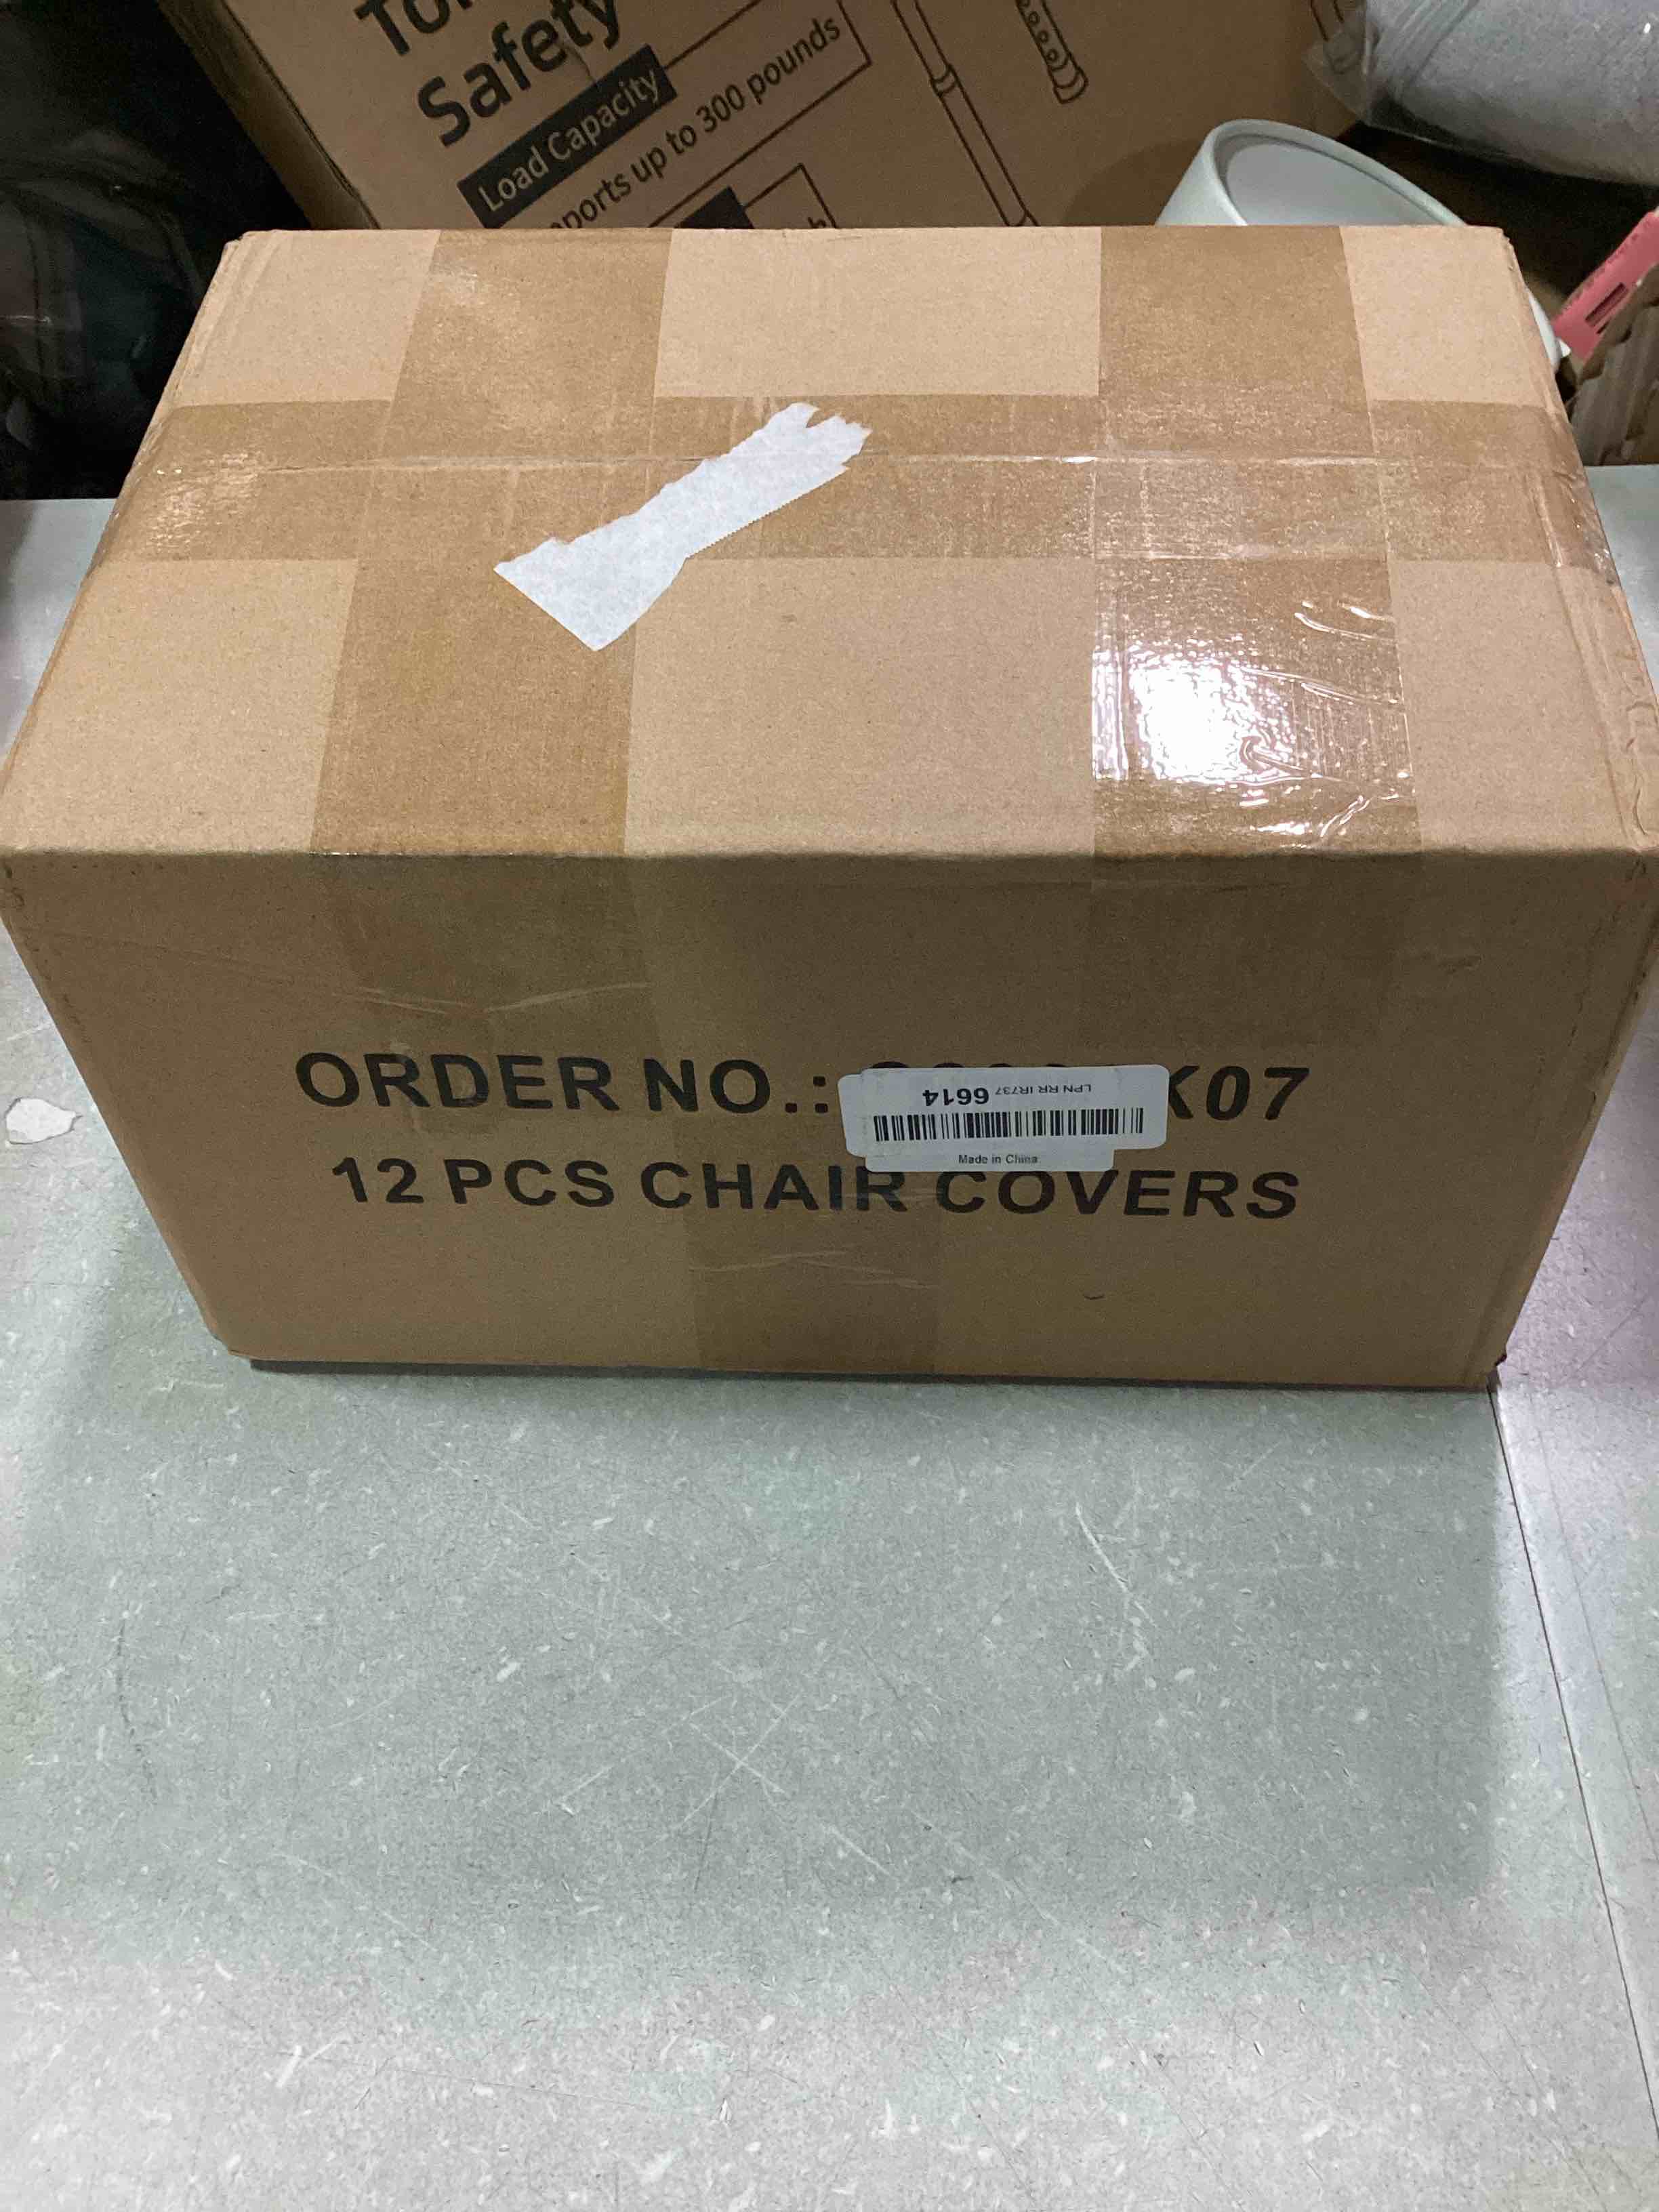 Safety
Load Capacity
pports up to 300 pounds
ORDER NO.: K07
LPN RR IR737 6614
Made in China
12 PCS CHAIR COVERS